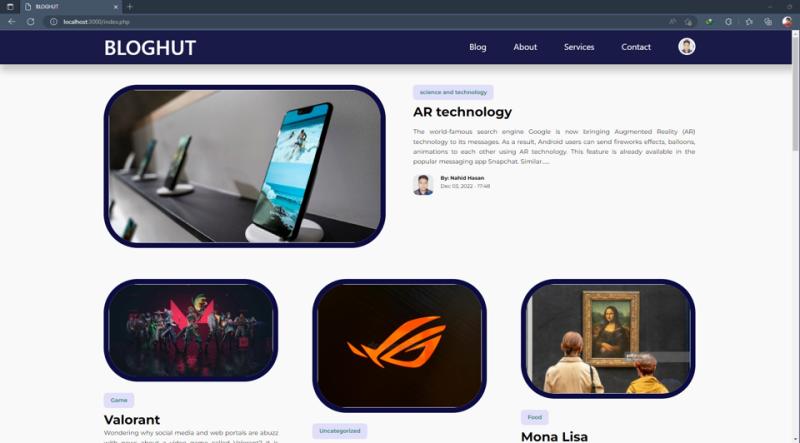 BLOGHUT
localhost:3000/index.php
BLOGHUT
Blog
About
Services
Contact
science and technology
AR technology
The world-famous search engine Google is now bringing Augmented Reality (AR)
technology to its messages. As a result, Android users can send fireworks effects, balloons,
animations to each other using AR technology. This feature is already available in the
popular messaging app Snapchat. Similar.....
By: Nahid Hasan
Dec 03, 2022 - 17:48
Game
Valorant
Wondering why social media and web portals are abuzz
with news about a video game called Valorant? It is
Uncategorized
Food
Mona Lisa